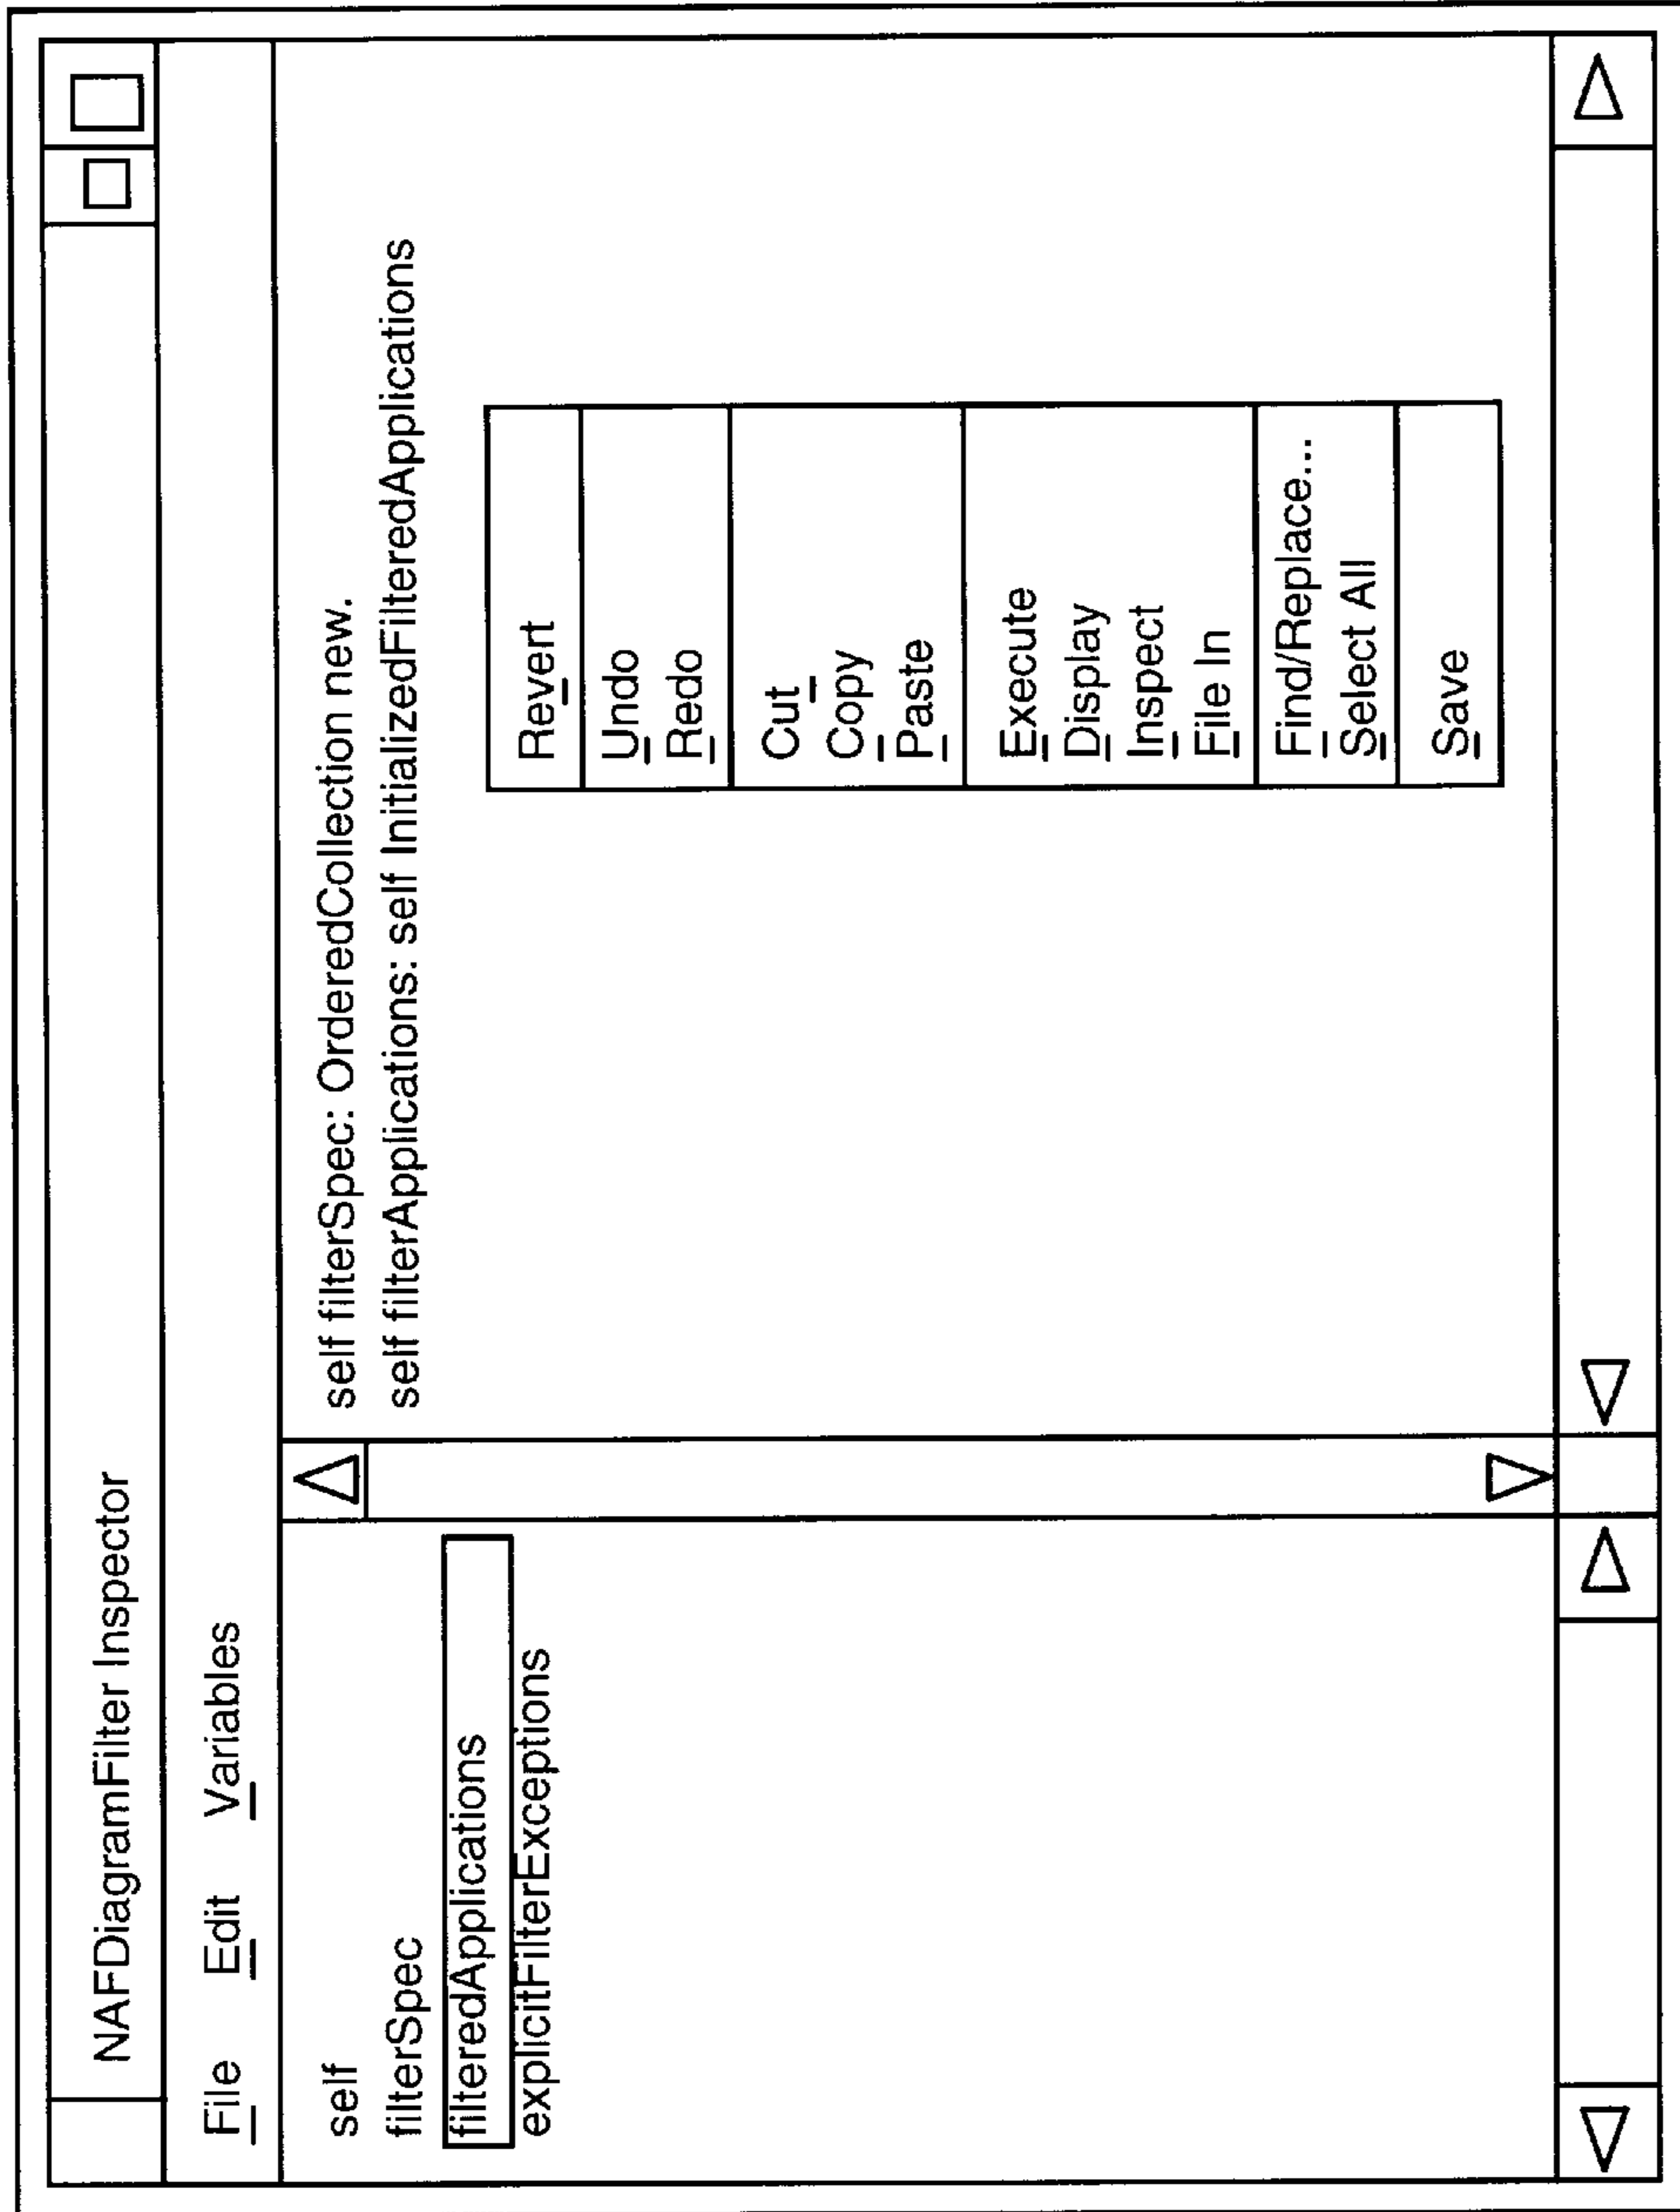 NAFDiagramFilter Inspector
File Edit Variables
self
filterSpec
filteredApplications
explicitFilterExceptions
self filterSpec: OrderedCollection new.
self filterApplications: self InitializedFilteredApplications
Revert
Undo
Redo
Cut
Copy
Paste
Execute
Display
Inspect
File In
Find/Replace...
Select All
Save